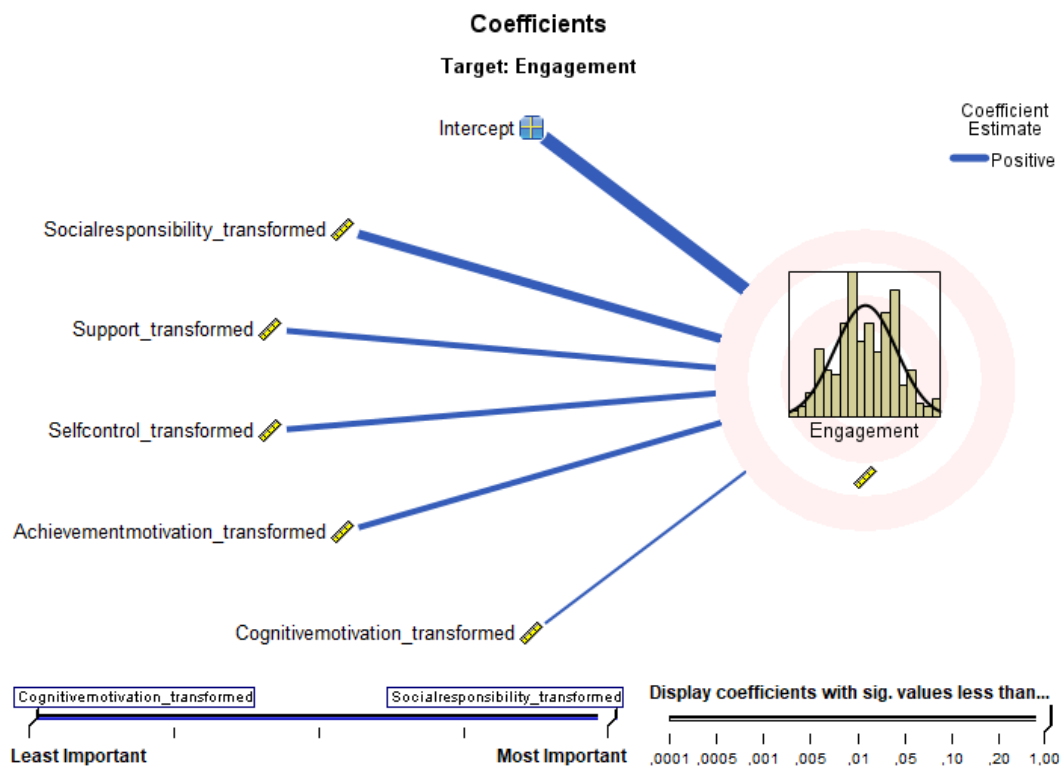 Coefficients
Target: Engagement
Coefficient
Estimate
Positive
Intercept
Socialresponsibility_transformed
Support_transformed
Selfcontrol_transformed
Achievementmotivation_transformed
Cognitivemotivation_transformed
Engagement
Cognitivemotivation_transformed
Socialresponsibility_transformed
Least Important
Most Important
Display coefficients with sig. values less than...
,0001 ,0005 ,001 ,005 ,01 ,05 ,10 ,20 1,00